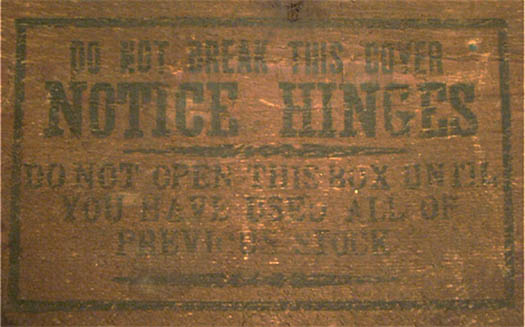 DO NOT BREAK THIS COVER
NOTICE HINGES
DO NOT OPEN THIS BOX UNTIL
YOU HAVE USED ALL OF
PREVIOUS STOCK